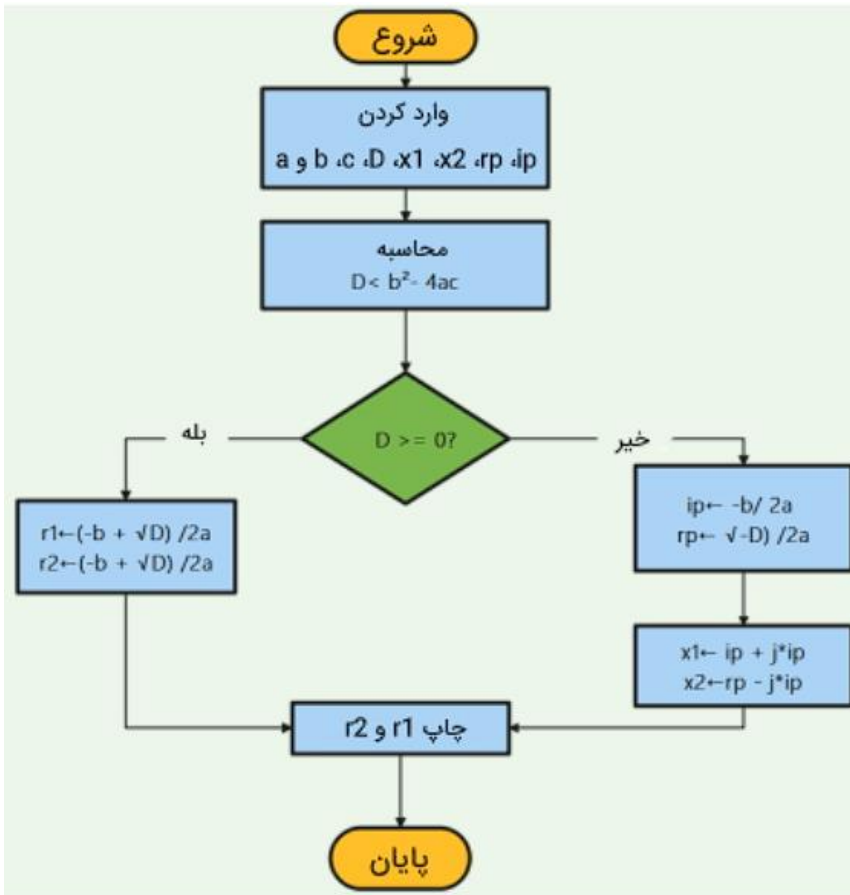 شروع
وارد کردن
a و b ،c ،D ،x1 ،x2 ،rp ،ip
محاسبه
D< b²- 4ac
D >= 0?
بله
خیر
r1←(-b + √D) /2a
r2←(-b + √D) /2a
ip← -b/ 2a
rp← √-D) /2a
x1← ip + j*ip
x2←rp - j*ip
چاپ r1 و r2
پایان